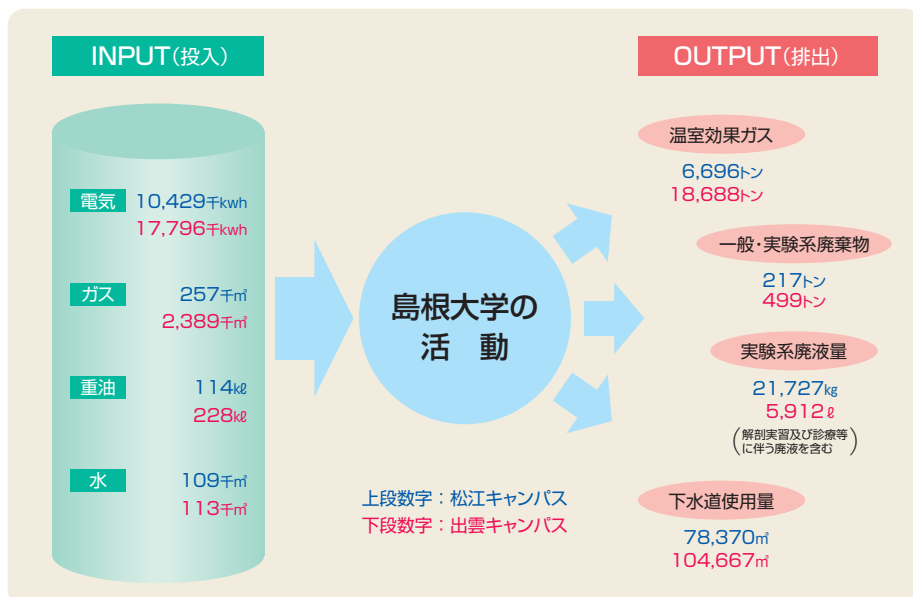 INPUT(投入)
電気 10,429千kwh
17,796千kwh
ガス 257千㎥
2,389千㎥
重油 114kℓ
228kℓ
水 109千㎥
113千㎥
島根大学の
活 動
上段数字：松江キャンパス
下段数字：出雲キャンパス
OUTPUT(排出)
温室効果ガス
6,696トン
18,688トン
一般・実験系廃棄物
217トン
499トン
実験系廃液量
21,727kg
5,912ℓ
(解剖実習及び診療等
に伴う廃液を含む)
下水道使用量
78,370㎥
104,667㎥